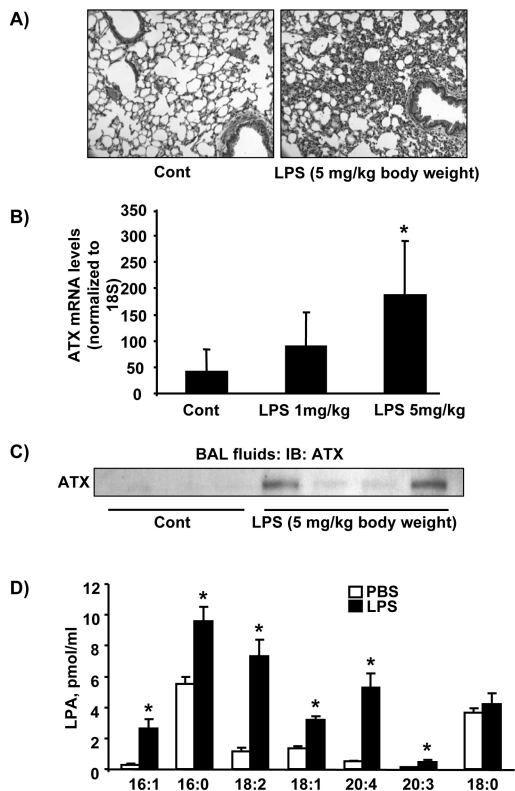 A)
Cont LPS (5 mg/kg body weight)
B)
ATX mRNA levels
(normalized to
18S)
350
300
250
200
150
100
50
0
*
Cont LPS 1mg/kg LPS 5mg/kg
C)
BAL fluids: IB: ATX
ATX
Cont LPS (5 mg/kg body weight)
D)
LPA, pmol/ml
12
10
8
6
4
2
0
PBS
LPS
* * * * * *
16:1 16:0 18:2 18:1 20:4 20:3 18:0